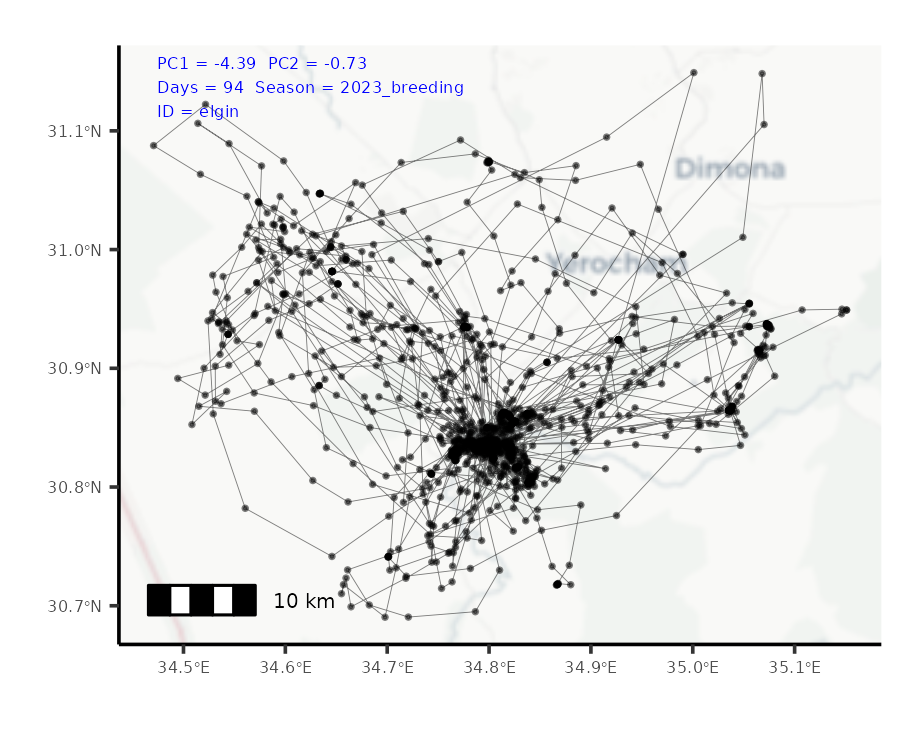 PC1 = -4.39 PC2 = -0.73
Days = 94 Season = 2023_breeding
ID = elgin
31.1°N
Dimona
31.0°N
Yerocham
30.9°N
30.8°N
30.7°N
10 km
34.5°E 34.6°E 34.7°E 34.8°E 34.9°E 35.0°E 35.1°E